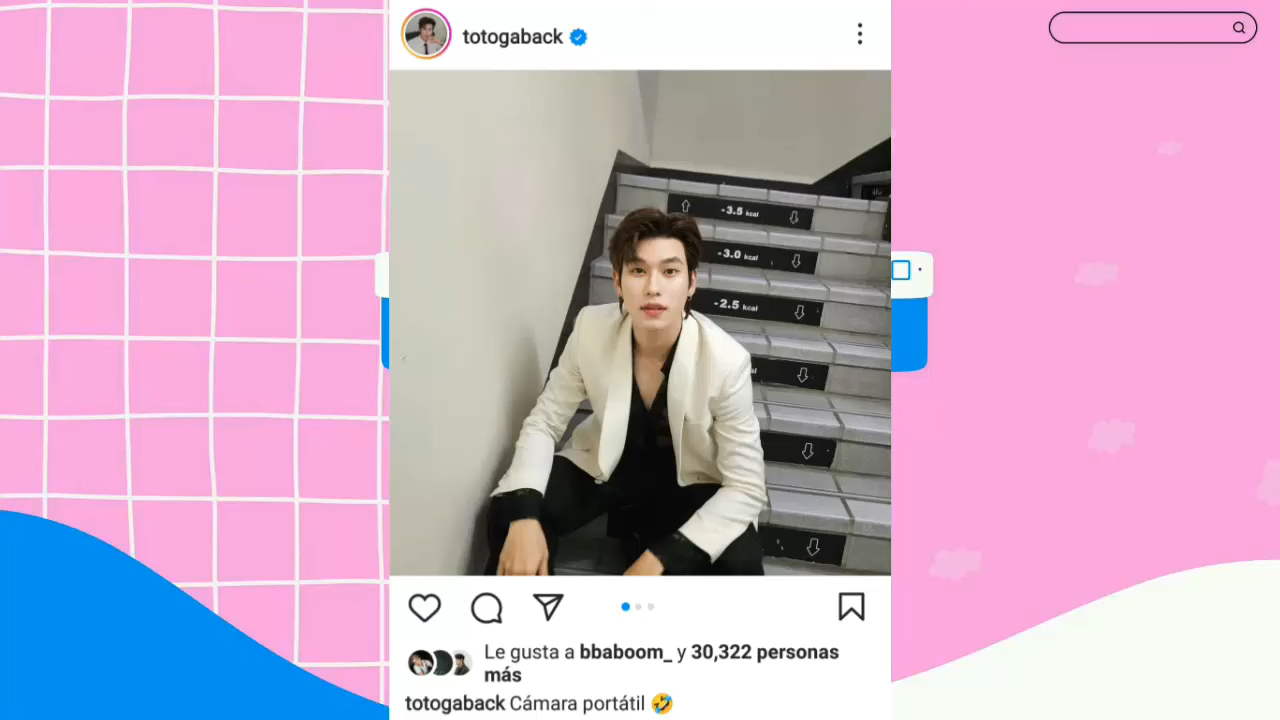 totogaback
-3.5 kcal
-3.0 kcal
-2.5 kcal
Le gusta a bbaboom_ y 30,322 personas
más
totogaback Cámara portátil 🤣